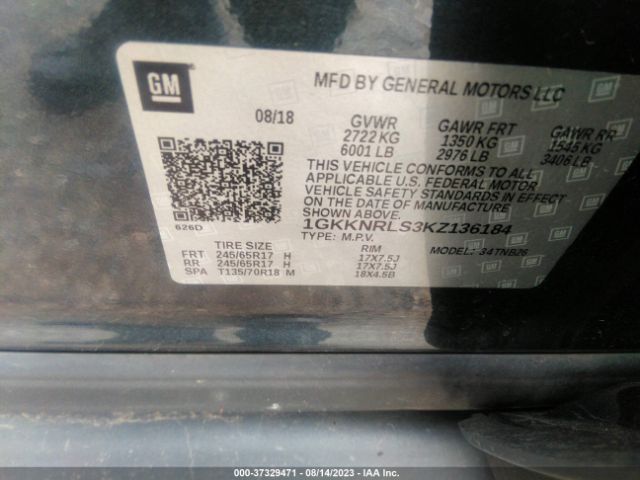 GM
MFD BY GENERAL MOTORS LLC
08/18
GVWR GAWR FRT GAWR RR
2722 KG 1350 KG 1545 KG
6001 LB 2976 LB 3406 LB
THIS VEHICLE CONFORMS TO ALL
APPLICABLE U.S. FEDERAL MOTOR
VEHICLE SAFETY STANDARDS IN
EFFECT ON THE DATE OF MANUFACTURE
SHOWN ABOVE.
626D
1GKKNRLS3KZ136184
TYPE: M.P.V. MODEL: 34TNB26
TIRE SIZE RIM
FRT 245/65R17 H 17X7.5J
RR 245/65R17 H 17X7.5J
SPA T135/70R18 M 18X4.5B
000-37329471 | 08/14/2023 - IAA Inc.